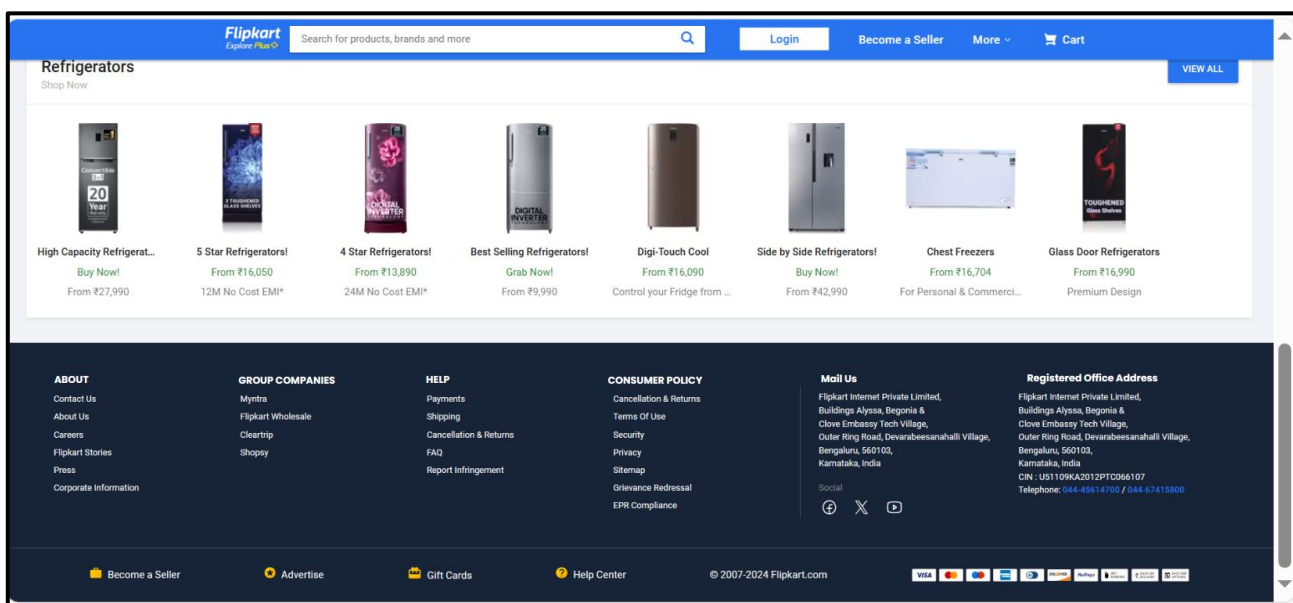 Flipkart
Explore Plus
Search for products, brands and more
Login
Become a Seller
More
Cart
Refrigerators
Shop Now
VIEW ALL
Convertible
5in1
20
Year
3 TOUGHENED
GLASS SHELVES
DIGITAL
INVERTER
TECHNOLOGY
DIGITAL
INVERTER
TECHNOLOGY
TOUGHENED
Glass Shelves
High Capacity Refrigerat...
Buy Now!
From ₹27,990
5 Star Refrigerators!
From ₹16,050
12M No Cost EMI*
4 Star Refrigerators!
From ₹13,890
24M No Cost EMI*
Best Selling Refrigerators!
Grab Now!
From ₹9,990
Digi-Touch Cool
From ₹16,090
Control your Fridge from ...
Side by Side Refrigerators!
Buy Now!
From ₹42,990
Chest Freezers
From ₹16,704
For Personal & Commerci...
Glass Door Refrigerators
From ₹16,990
Premium Design
ABOUT
Contact Us
About Us
Careers
Flipkart Stories
Press
Corporate Information
GROUP COMPANIES
Myntra
Flipkart Wholesale
Cleartrip
Shopsy
HELP
Payments
Shipping
Cancellation & Returns
FAQ
Report Infringement
CONSUMER POLICY
Cancellation & Returns
Terms Of Use
Security
Privacy
Sitemap
Grievance Redressal
EPR Compliance
Mail Us
Flipkart Internet Private Limited,
Buildings Alyssa, Begonia &
Clove Embassy Tech Village,
Outer Ring Road, Devarabeesanahalli Village,
Bengaluru, 560103,
Karnataka, India
Social
Registered Office Address
Flipkart Internet Private Limited,
Buildings Alyssa, Begonia &
Clove Embassy Tech Village,
Outer Ring Road, Devarabeesanahalli Village,
Bengaluru, 560103,
Karnataka, India
CIN : U51109KA2012PTC066107
Telephone: 044-45614700 / 044-67415800
Become a Seller
Advertise
Gift Cards
Help Center
© 2007-2024 Flipkart.com
VISA
DISCOVER
RuPay